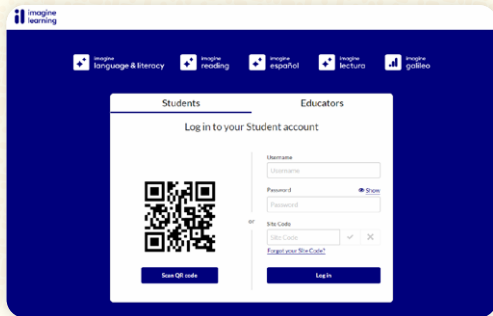 imagine
learning
imagine
language & literacy
imagine
reading
imagine
español
imagine
lectura
imagine
galileo
Students
Educators
Log in to your Student account
Username
Username
Password
Show
Password
or
Site Code
Site Code
Forgot your Site Code?
Scan QR code
Log in